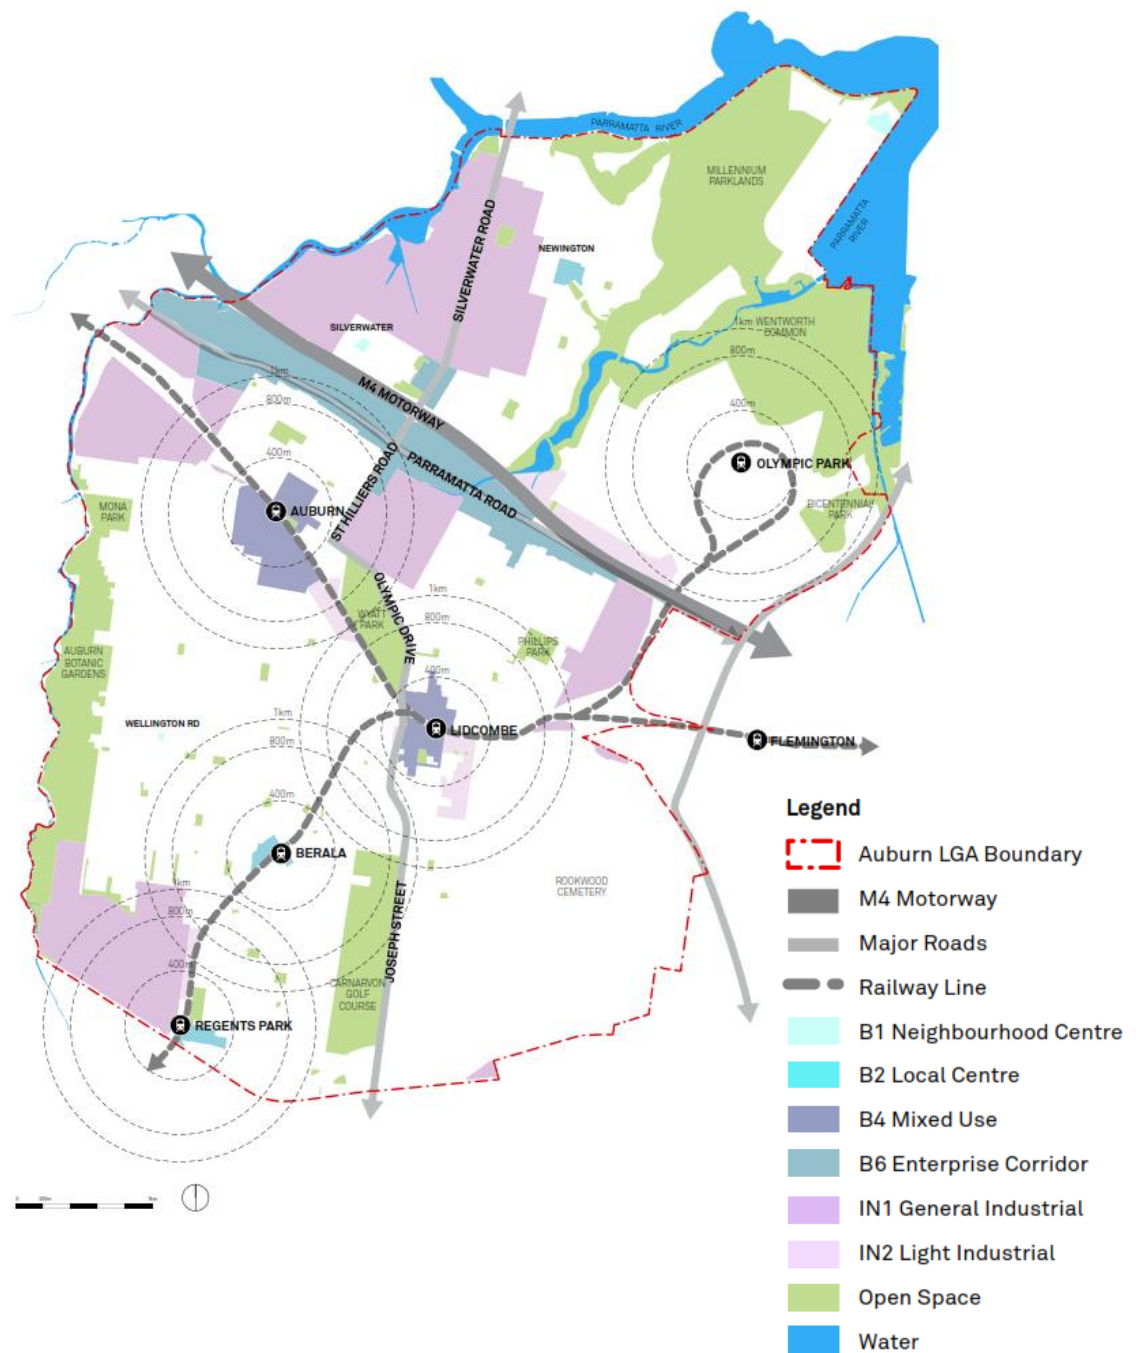 PARRAMATTA RIVER
MILLENNIUM
PARKLANDS
SILVERWATER ROAD
PARRAMATTA
RIVER
NEWINGTON
SILVERWATER
1km WENTWORTH
COMMON
800m
400m
1km
800m
400m
M4 MOTORWAY
PARRAMATTA ROAD
ST HILLIERS ROAD
OLYMPIC PARK
BICENTENNIAL
PARK
MONA
PARK
AUBURN
OLYMPIC DRIVE
1km
800m
400m
WYATT
PARK
PHILLIPS
PARK
AUBURN
BOTANIC
GARDENS
WELLINGTON RD
LIDCOMBE
FLEMINGTON
1km
800m
400m
BERALA
ROOKWOOD
CEMETERY
JOSEPH STREET
1km
800m
400m
CARNARVON
GOLF
COURSE
REGENTS PARK
Legend
Auburn LGA Boundary
M4 Motorway
Major Roads
Railway Line
B1 Neighbourhood Centre
B2 Local Centre
B4 Mixed Use
B6 Enterprise Corridor
IN1 General Industrial
IN2 Light Industrial
Open Space
Water